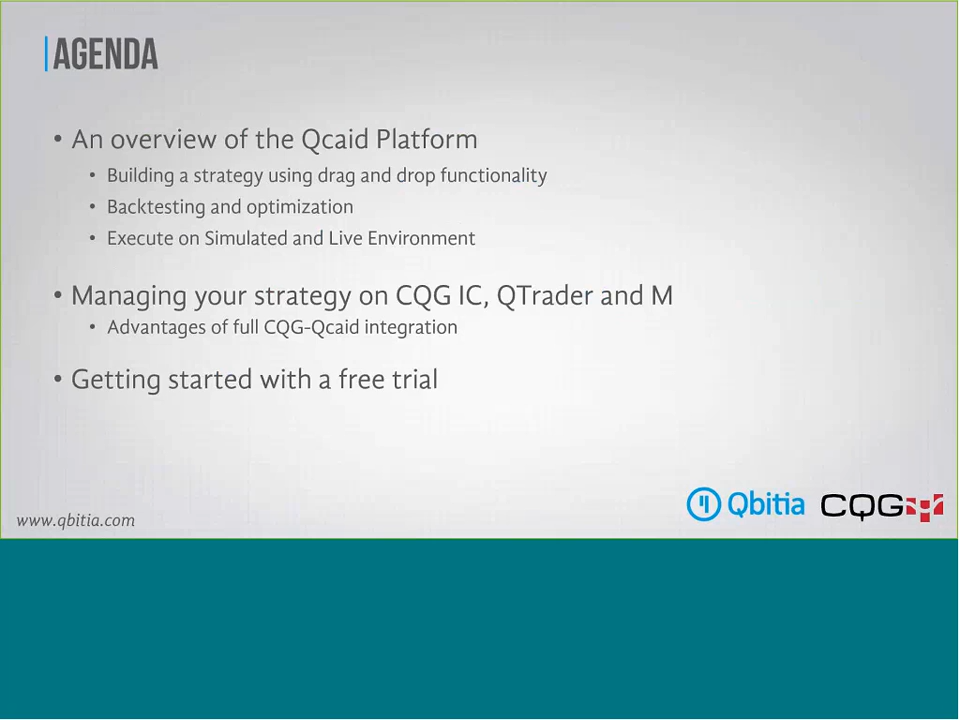 AGENDA
• An overview of the Qcaid Platform
• Building a strategy using drag and drop functionality
• Backtesting and optimization
• Execute on Simulated and Live Environment
• Managing your strategy on CQG IC, QTrader and M
• Advantages of full CQG-Qcaid integration
• Getting started with a free trial
Qbitia CQG
www.qbitia.com